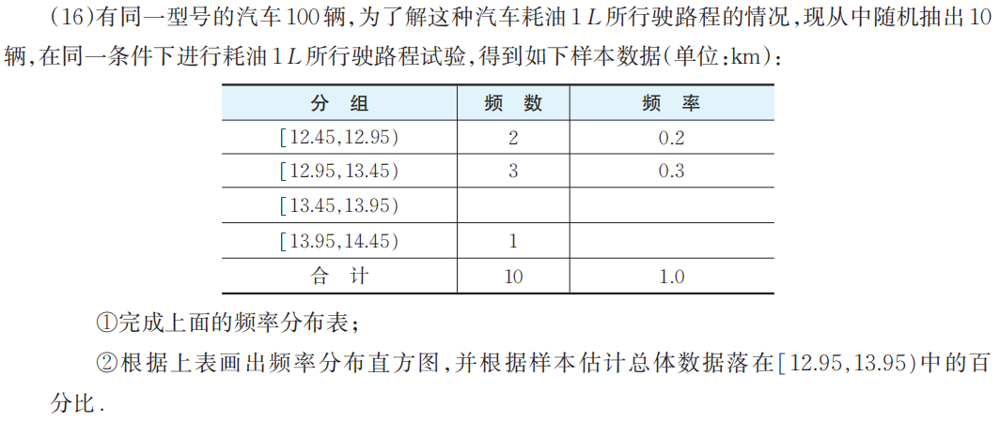 (16)有同一型号的汽车100辆,为了解这种汽车耗油1 L所行驶路程的情况,现从中随机抽出10
辆,在同一条件下进行耗油1 L所行驶路程试验,得到如下样本数据(单位:km):
分 组 频 数 频 率
[12.45,12.95) 2 0.2
[12.95,13.45) 3 0.3
[13.45,13.95)
[13.95,14.45) 1
合 计 10 1.0
①完成上面的频率分布表;
②根据上表画出频率分布直方图,并根据样本估计总体数据落在[12.95,13.95)中的百
分比.